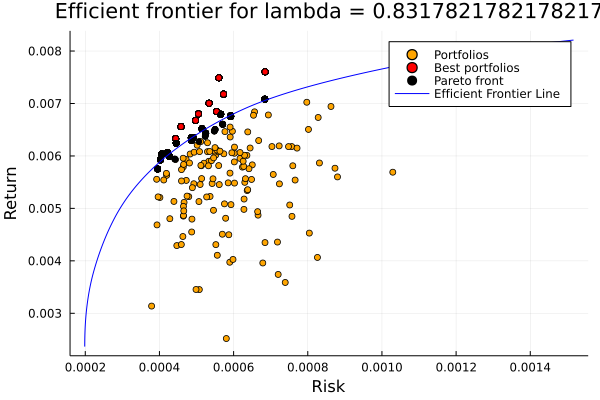 Efficient frontier for lambda = 0.8317821782178217
Portfolios
Best portfolios
Pareto front
Efficient Frontier Line
0.008
0.007
0.006
0.005
0.004
0.003
Return
0.0002
0.0004
0.0006
0.0008
0.0010
0.0012
0.0014
Risk